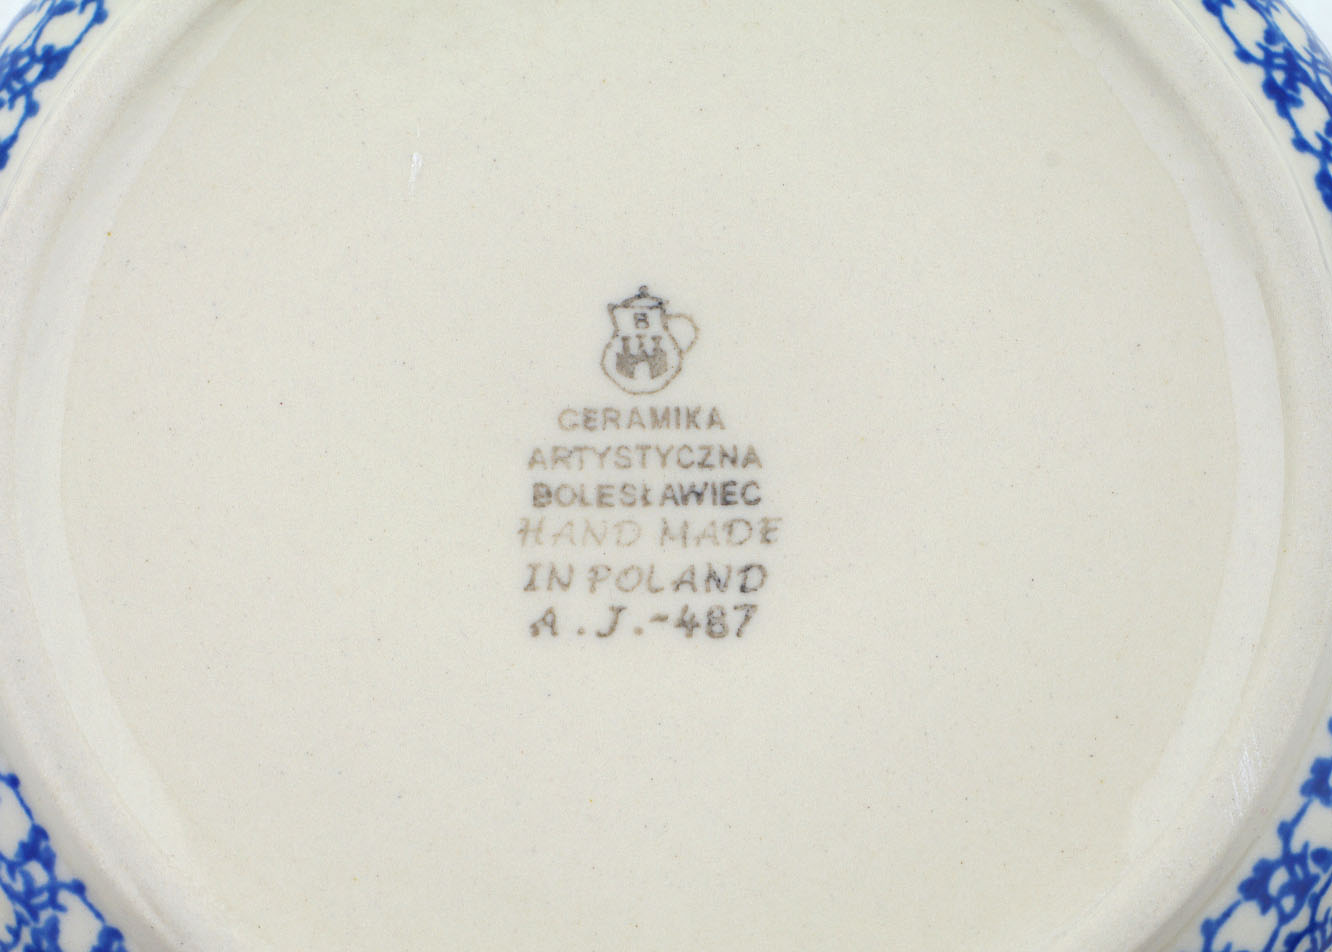 B
CERAMIKA
ARTYSTYCZNA
BOLESŁAWIEC
HAND MADE
IN POLAND
A.J.-487